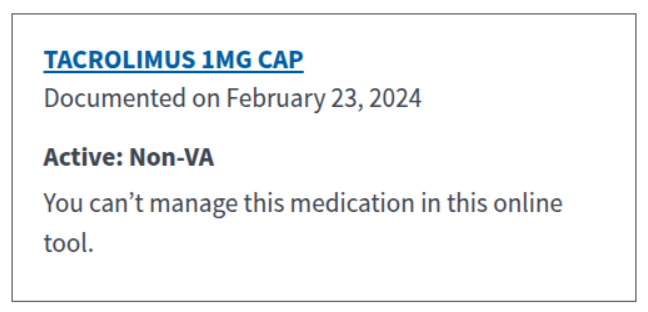 TACROLIMUS 1MG CAP
Documented on February 23, 2024
Active: Non-VA
You can’t manage this medication in this online
tool.